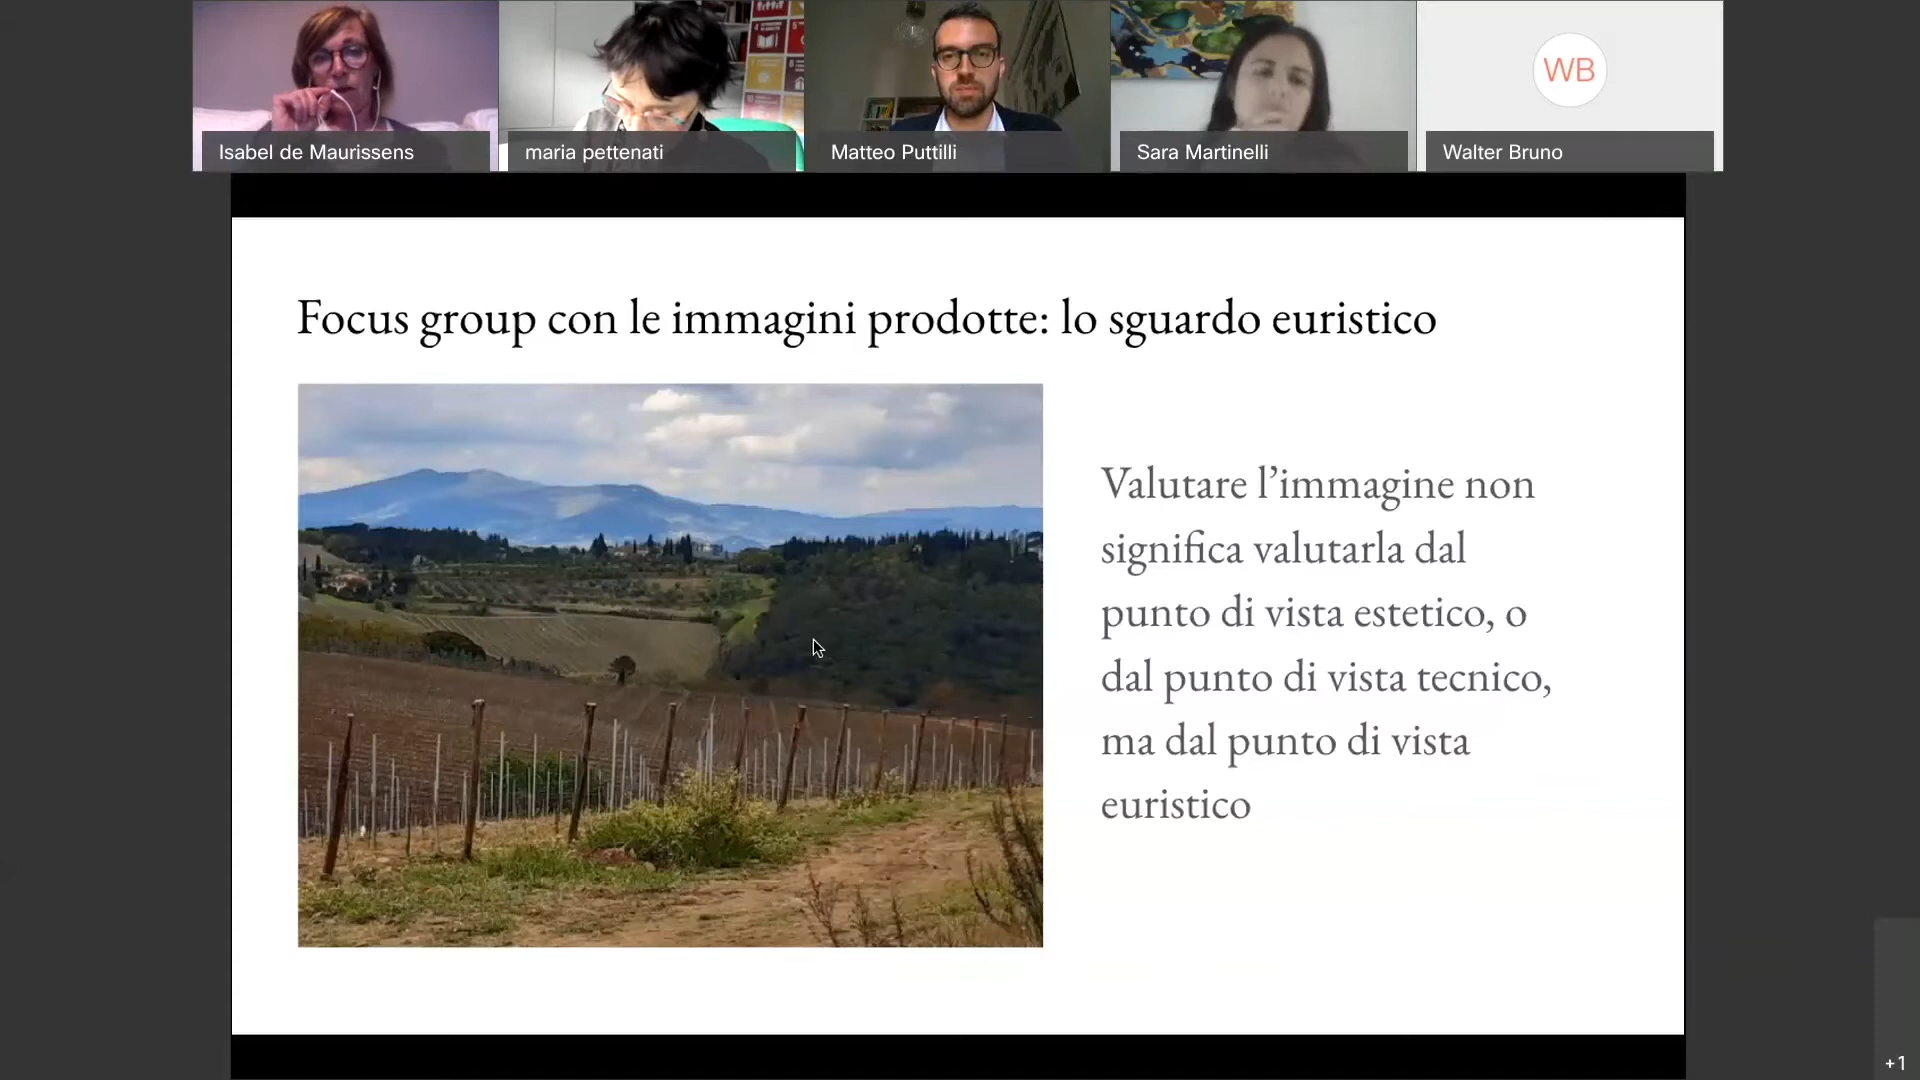 Isabel de Maurissens
maria pettenati
Matteo Puttilli
Sara Martinelli
WB
Walter Bruno
Focus group con le immagini prodotte: lo sguardo euristico
Valutare l’immagine non
significa valutarla dal
punto di vista estetico, o
dal punto di vista tecnico,
ma dal punto di vista
euristico
+1